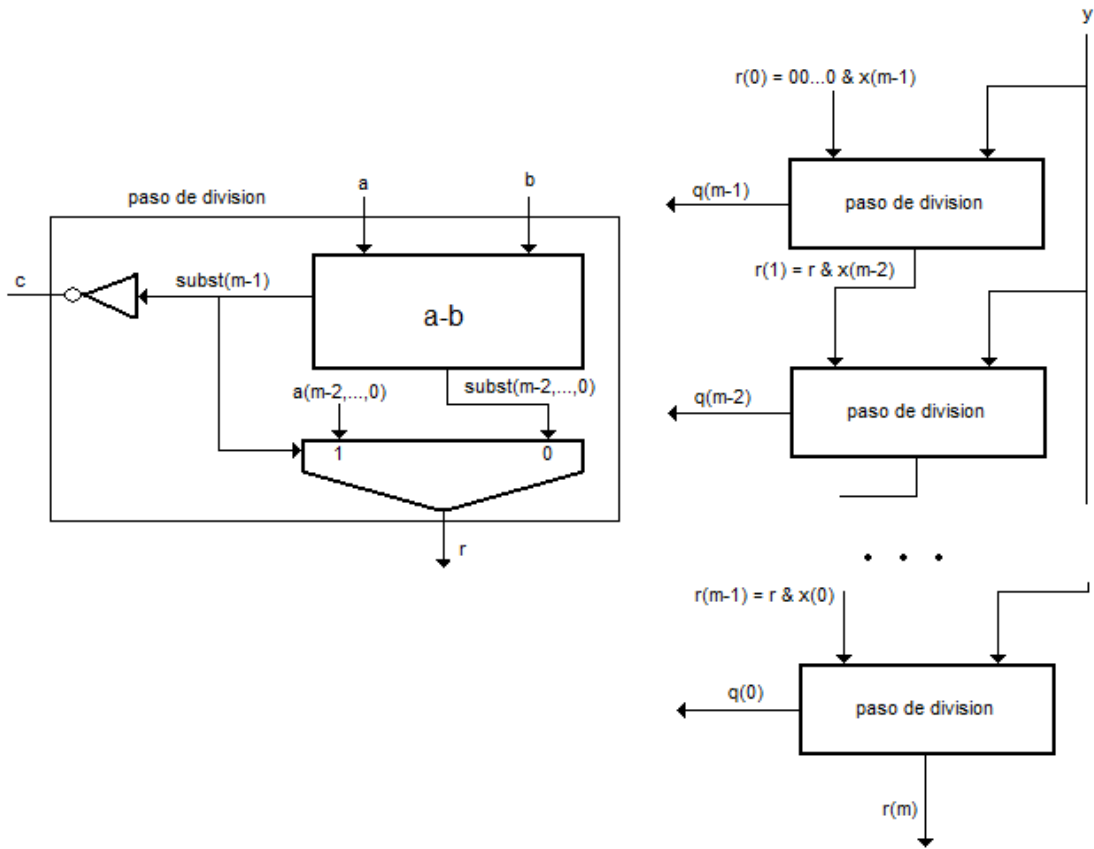 paso de division
a
b
c
subst(m-1)
a-b
a(m-2,...,0)
subst(m-2,...,0)
1
0
r
y
r(0) = 00...0 & x(m-1)
q(m-1)
paso de division
r(1) = r & x(m-2)
q(m-2)
paso de division
• • •
r(m-1) = r & x(0)
q(0)
paso de division
r(m)